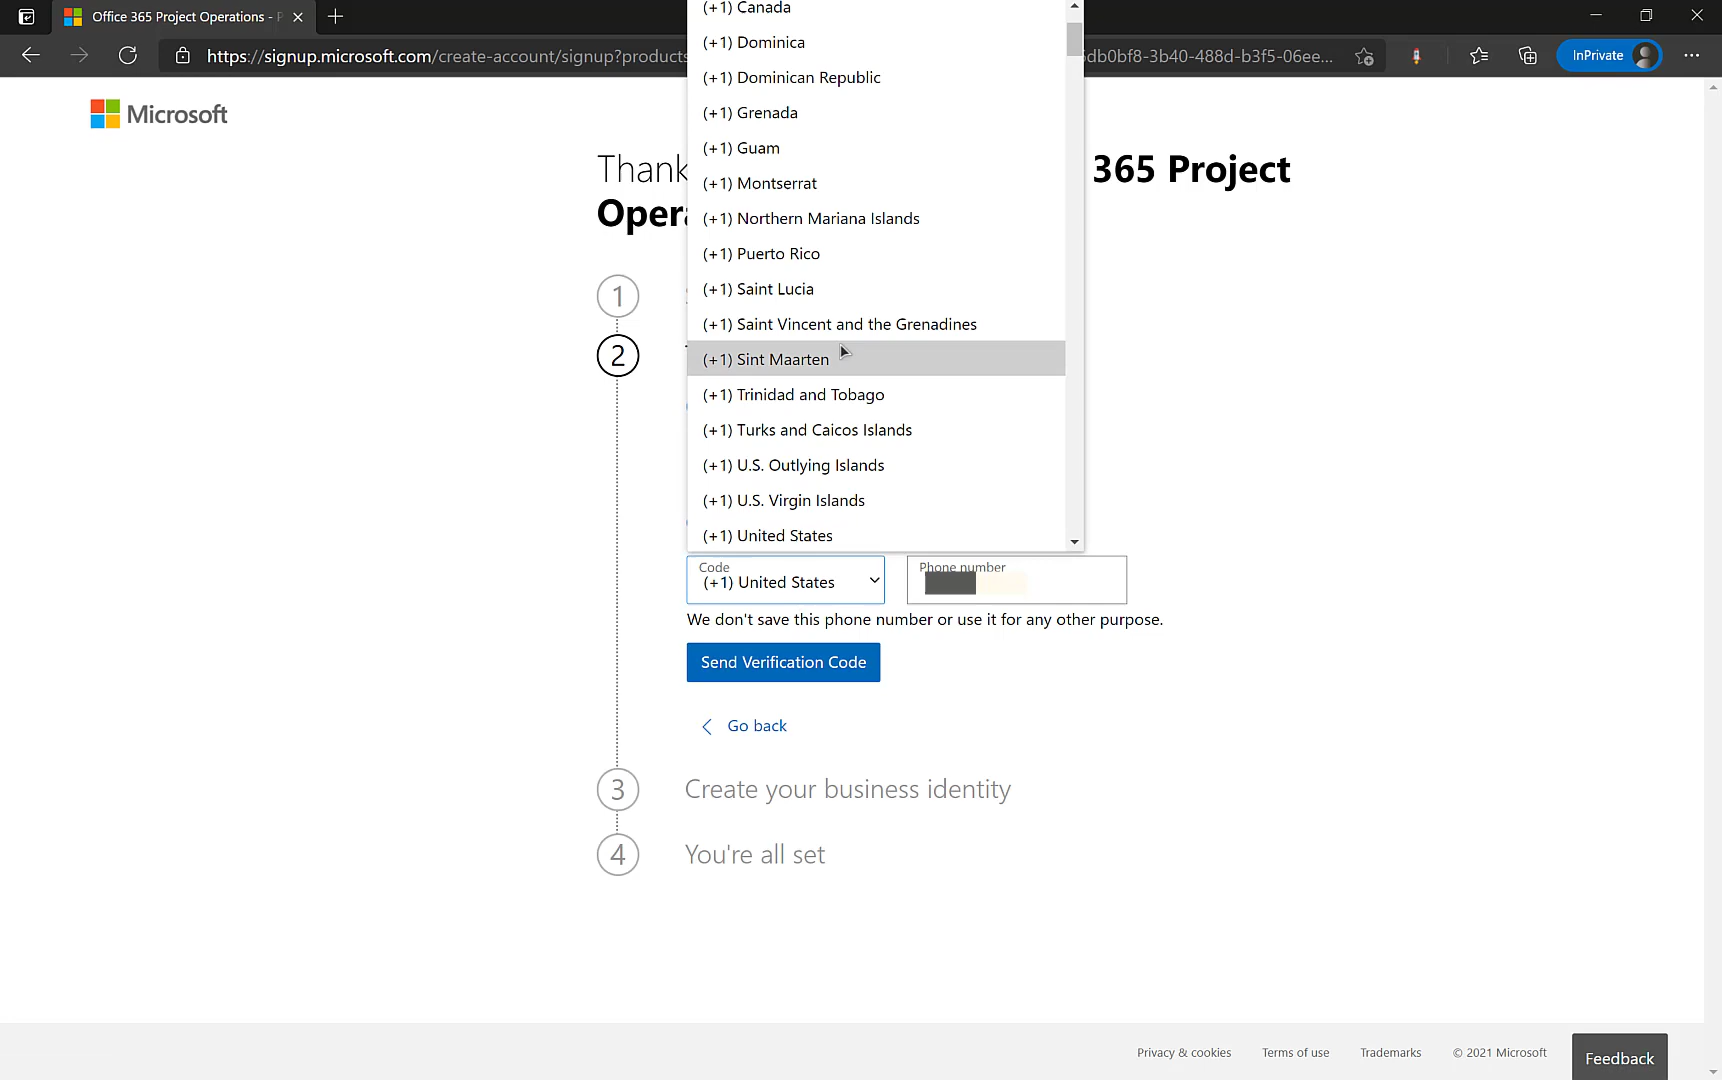 Office 365 Project Operations - P
https://signup.microsoft.com/create-account/signup?products
db0bf8-3b40-488d-b3f5-06ee...
InPrivate
Microsoft
Thank
365 Project
Opera
(+1) Canada
(+1) Dominica
(+1) Dominican Republic
(+1) Grenada
(+1) Guam
(+1) Montserrat
(+1) Northern Mariana Islands
(+1) Puerto Rico
(+1) Saint Lucia
(+1) Saint Vincent and the Grenadines
(+1) Sint Maarten
(+1) Trinidad and Tobago
(+1) Turks and Caicos Islands
(+1) U.S. Outlying Islands
(+1) U.S. Virgin Islands
(+1) United States
1
2
Code
(+1) United States
Phone number
We don't save this phone number or use it for any other purpose.
Send Verification Code
Go back
3 Create your business identity
4 You're all set
Privacy & cookies Terms of use Trademarks © 2021 Microsoft Feedback